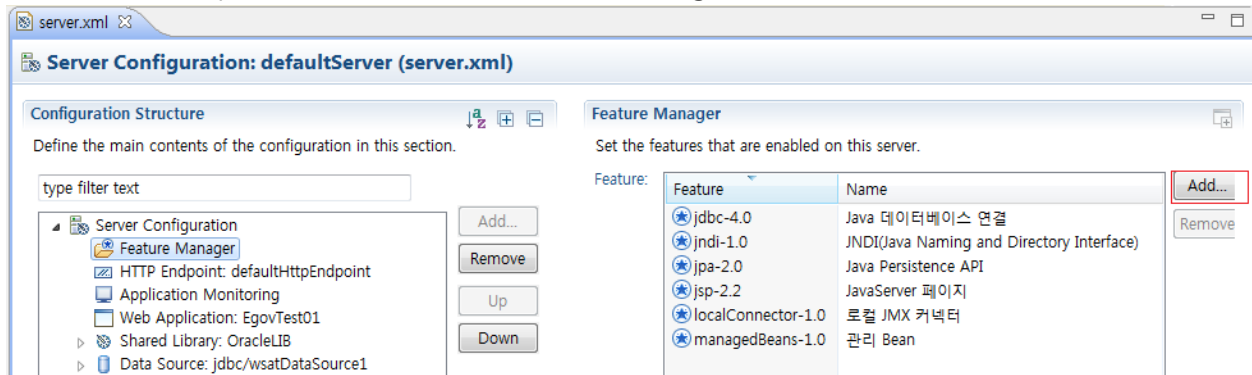 server.xml
Server Configuration: defaultServer (server.xml)
Configuration Structure
Define the main contents of the configuration in this section.
type filter text
Server Configuration
Feature Manager
HTTP Endpoint: defaultHttpEndpoint
Application Monitoring
Web Application: EgovTest01
Shared Library: OracleLIB
Data Source: jdbc/wsatDataSource1
Add...
Remove
Up
Down
Feature Manager
Set the features that are enabled on this server.
Feature:
Feature Name
jdbc-4.0 Java 데이터베이스 연결
jndi-1.0 JNDI(Java Naming and Directory Interface)
jpa-2.0 Java Persistence API
jsp-2.2 JavaServer 페이지
localConnector-1.0 로컬 JMX 커넥터
managedBeans-1.0 관리 Bean
Add...
Remove